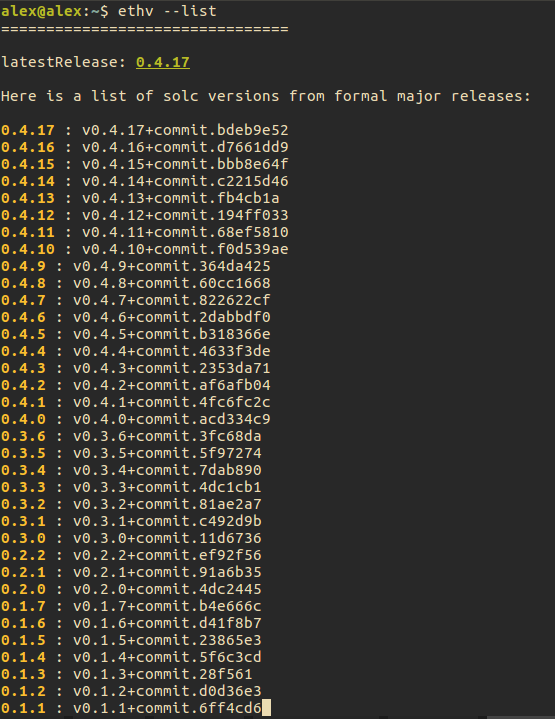 alex@alex:~$ ethv --list
================================
latestRelease: 0.4.17
Here is a list of solc versions from formal major releases:
0.4.17 : v0.4.17+commit.bdeb9e52
0.4.16 : v0.4.16+commit.d7661dd9
0.4.15 : v0.4.15+commit.bbb8e64f
0.4.14 : v0.4.14+commit.c2215d46
0.4.13 : v0.4.13+commit.fb4cb1a
0.4.12 : v0.4.12+commit.194ff033
0.4.11 : v0.4.11+commit.68ef5810
0.4.10 : v0.4.10+commit.f0d539ae
0.4.9 : v0.4.9+commit.364da425
0.4.8 : v0.4.8+commit.60cc1668
0.4.7 : v0.4.7+commit.822622cf
0.4.6 : v0.4.6+commit.2dabbdf0
0.4.5 : v0.4.5+commit.b318366e
0.4.4 : v0.4.4+commit.4633f3de
0.4.3 : v0.4.3+commit.2353da71
0.4.2 : v0.4.2+commit.af6afb04
0.4.1 : v0.4.1+commit.4fc6fc2c
0.4.0 : v0.4.0+commit.acd334c9
0.3.6 : v0.3.6+commit.3fc68da
0.3.5 : v0.3.5+commit.5f97274
0.3.4 : v0.3.4+commit.7dab890
0.3.3 : v0.3.3+commit.4dc1cb1
0.3.2 : v0.3.2+commit.81ae2a7
0.3.1 : v0.3.1+commit.c492d9b
0.3.0 : v0.3.0+commit.11d6736
0.2.2 : v0.2.2+commit.ef92f56
0.2.1 : v0.2.1+commit.91a6b35
0.2.0 : v0.2.0+commit.4dc2445
0.1.7 : v0.1.7+commit.b4e666c
0.1.6 : v0.1.6+commit.d41f8b7
0.1.5 : v0.1.5+commit.23865e3
0.1.4 : v0.1.4+commit.5f6c3cd
0.1.3 : v0.1.3+commit.28f561
0.1.2 : v0.1.2+commit.d0d36e3
0.1.1 : v0.1.1+commit.6ff4cd6